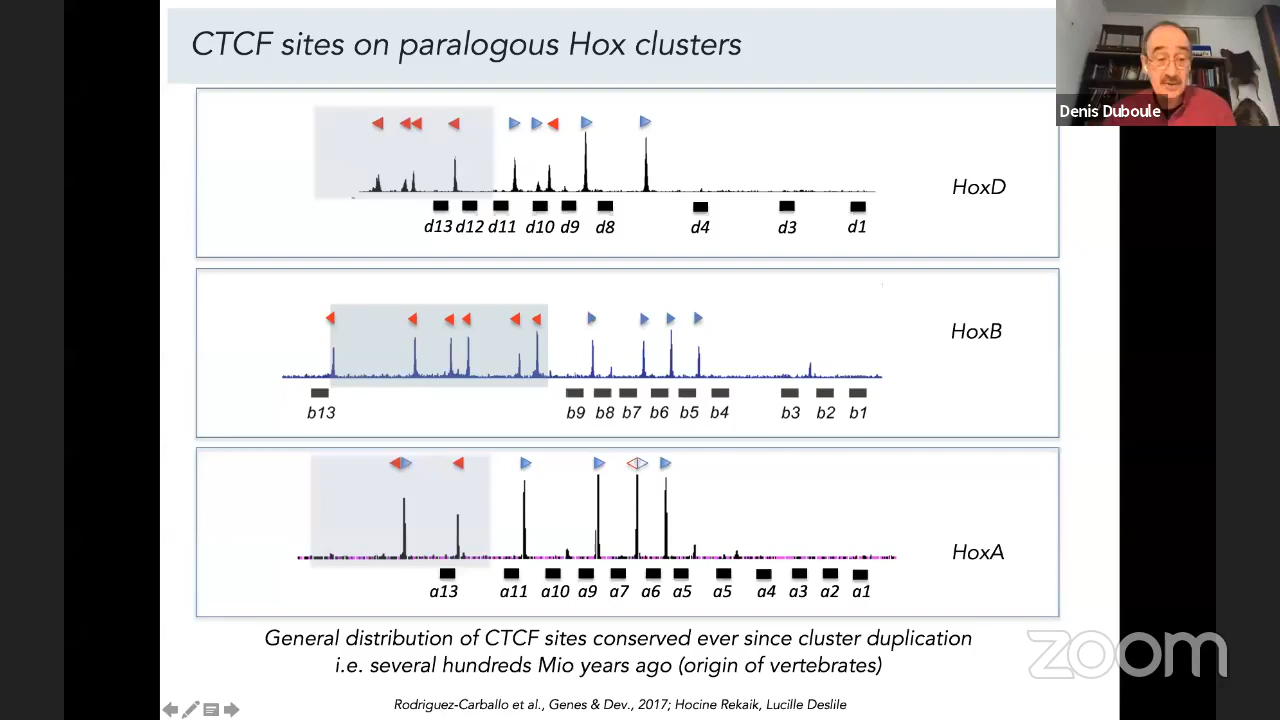 CTCF sites on paralogous Hox clusters
Denis Duboule
HoxD
d13 d12 d11 d10 d9 d8 d4 d3 d1
HoxB
b13 b9 b8 b7 b6 b5 b4 b3 b2 b1
HoxA
a13 a11 a10 a9 a7 a6 a5 a5 a4 a3 a2 a1
General distribution of CTCF sites conserved ever since cluster duplication
i.e. several hundreds Mio years ago (origin of vertebrates)
zoom
Rodriguez-Carballo et al., Genes & Dev., 2017; Hocine Rekaik, Lucille Deslile